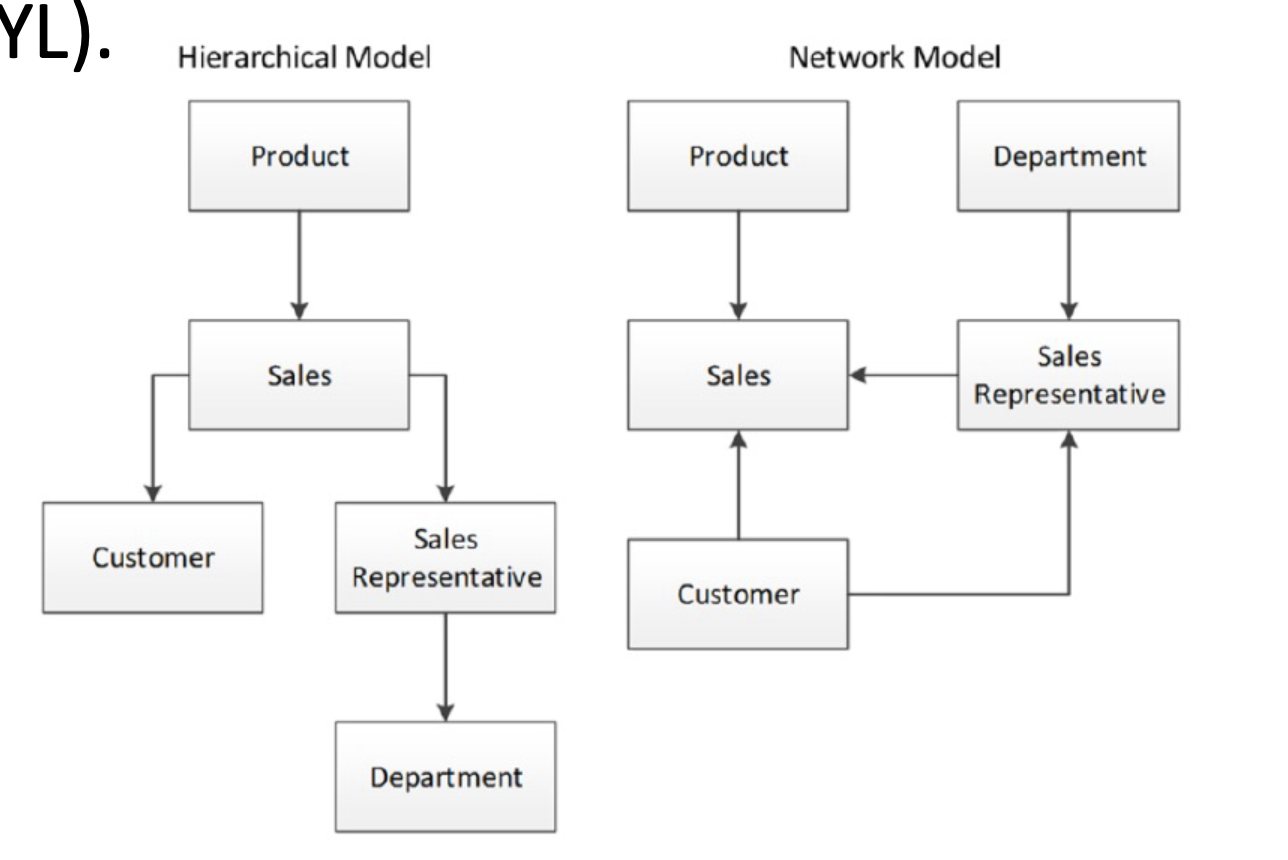 YL).
Hierarchical Model
Product
Sales
Customer
Sales
Representative
Department
Network Model
Product
Department
Sales
Sales
Representative
Customer